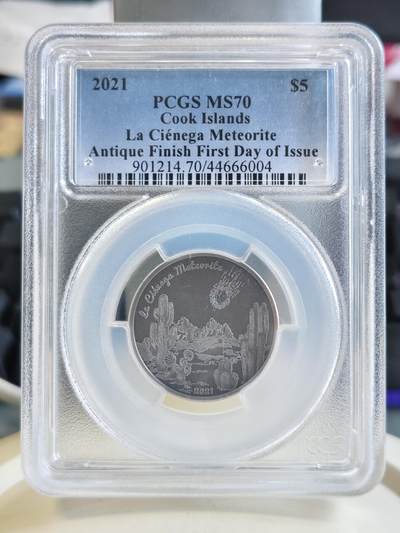 2021 $5
PCGS MS70
Cook Islands
La Ciénega Meteorite
Antique Finish First Day of Issue
901214.70/44666004
La Ciénega Meteorite
2021